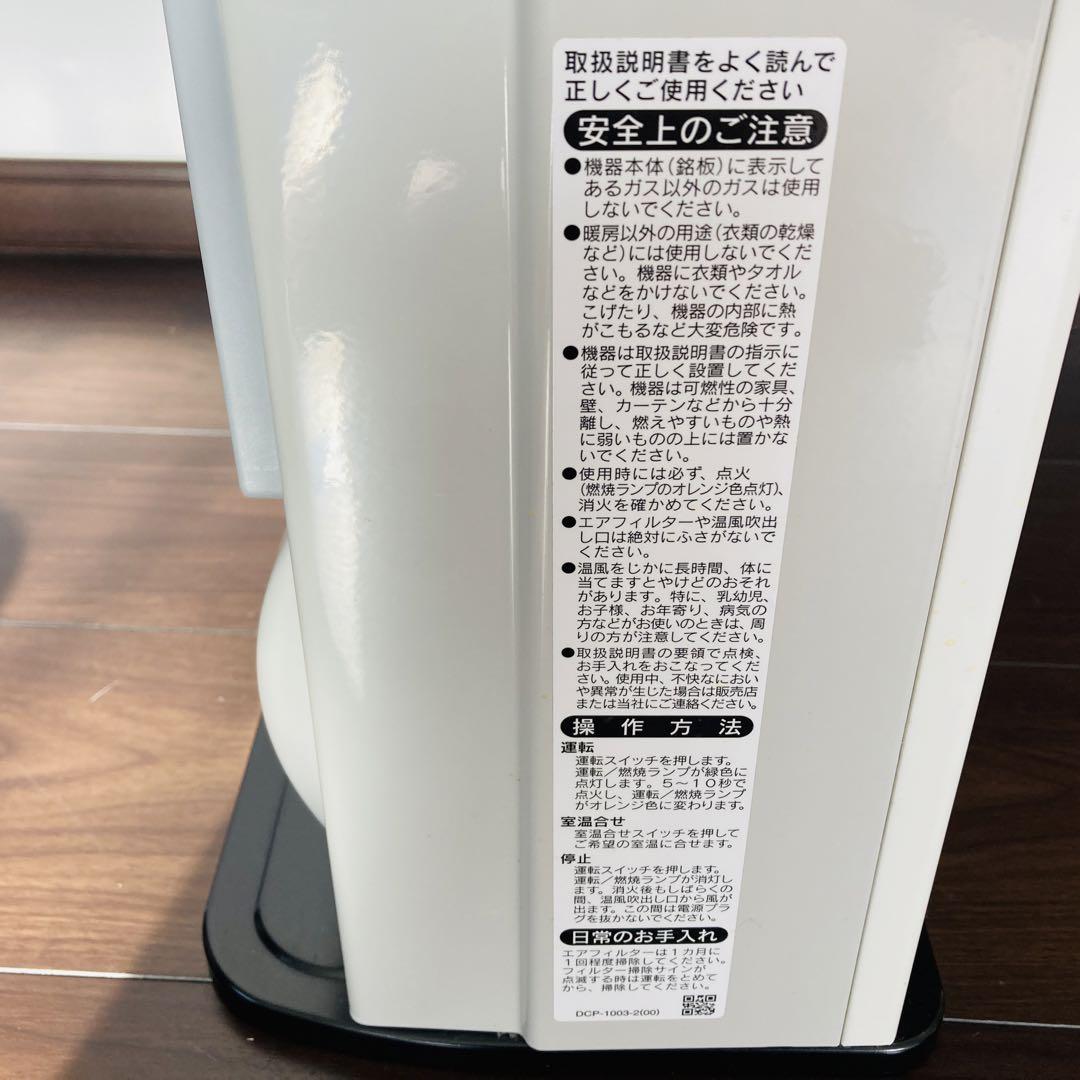 取扱説明書をよく読んで
正しくご使用ください
安全上のご注意
●機器本体(銘板)に表示して
あるガス以外のガスは使用
しないでください。
●暖房以外の用途(衣類の乾燥
など)には使用しないでくだ
さい。機器に衣類やタオル
などをかけないでください。
こげたり、機器の内部に熱
がこもるなど大変危険です。
●機器は取扱説明書の指示に
従って正しく設置してくだ
さい。機器は可燃性の家具、
壁、カーテンなどから十分
離し、燃えやすいものや熱
に弱いものの上には置かな
いでください。
●使用時には必ず、点火
(燃焼ランプのオレンジ色点灯)、
消火を確かめてください。
●エアフィルターや温風吹出
し口は絶対にふさがないで
ください。
●温風をじかに長時間、体に
当てますとやけどのおそれ
があります。特に、乳幼児、
お子様、お年寄り、病気の
方などがお使いのときは、周
りの方が注意してください。
●取扱説明書の要領で点検、
お手入れをおこなってくだ
さい。使用中、不快なにおい
や異常が生じた場合は販売店
または当社にご連絡ください。
操作方法
運転
運転スイッチを押します。
運転/燃焼ランプが緑色に
点灯します。5~10秒で
点火し、運転/燃焼ランプ
がオレンジ色に変わります。
室温合せ
室温合せスイッチを押して
ご希望の室温に合せます。
停止
運転スイッチを押します。
運転/燃焼ランプが消灯し
ます。消火後もしばらくの
間、温風吹出し口から風が
出ます。この間は電源プラ
グを抜かないでください。
日常のお手入れ
エアフィルターは1カ月に
1回程度掃除してください。
フィルター掃除サインが
点滅する時は運転をとめて
から、掃除してください。
DCP-1003-2(00)